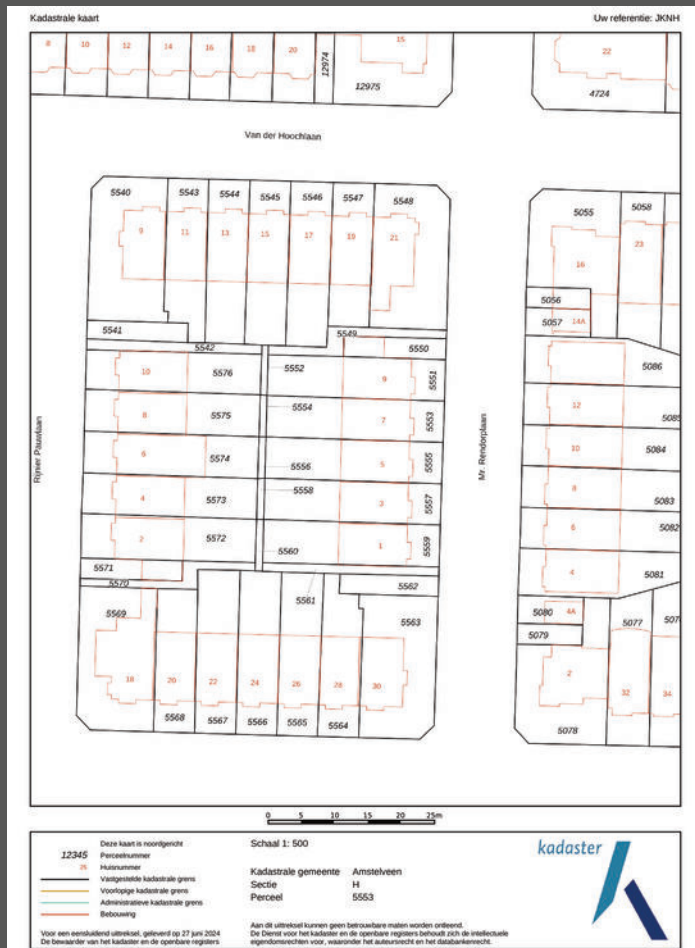 Kadastrale kaart Uw referentie: JKNH
8 10 12 14 16 18 20 12974 15 22
12975 4724
Van der Hoochlaan
5540 5543 5544 5545 5546 5547 5548 5055 5058
9 11 13 15 17 19 21 16 23
5056
5541 5549 5057 14A
5542 5550
10 5576 5552 9 5551 5086
8 5575 5554 7 5553 12
Rijnier Pauwlaan Mr. Rendorplaan
6 5574 5556 5 5555 10 5084
4 5573 5558 3 5557 8 5083
2 5572 5560 1 5559 6 5082
5571 4 5081
5570 5561 5562
5569 5563 5080 4A 5077
5079
18 20 22 24 26 28 30 2 32 34
5568 5567 5566 5565 5564 5078
0 5 10 15 20 25m
Deze kaart is noordgericht
12345 Perceelnummer
25 Huisnummer
Vastgestelde kadastrale grens
Voorlopige kadastrale grens
Administratieve kadastrale grens
Bebouwing
Voor een eensluidend uittreksel, geleverd op 27 juni 2024
De bewaarder van het kadaster en de openbare registers
Schaal 1: 500
Kadastrale gemeente Amstelveen
Sectie H
Perceel 5553
Aan dit uittreksel kunnen geen betrouwbare maten worden ontleend.
De Dienst voor het kadaster en de openbare registers behoudt zich de intellectuele
eigendomsrechten voor, waaronder het auteursrecht en het databankenrecht.
kadaster